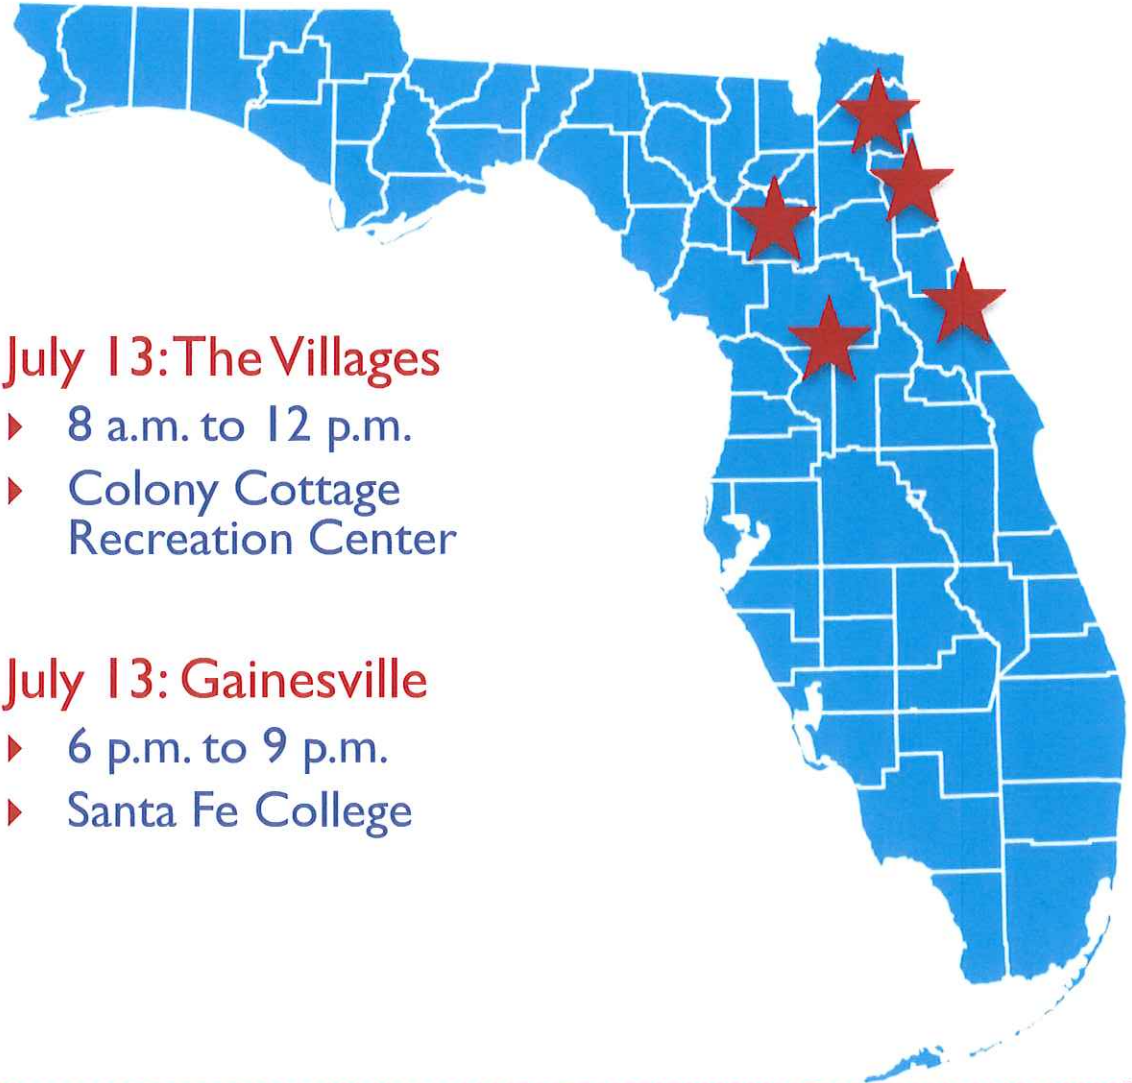 July 13: The Villages
8 a.m. to 12 p.m.
Colony Cottage
Recreation Center
July 13: Gainesville
6 p.m. to 9 p.m.
Santa Fe College